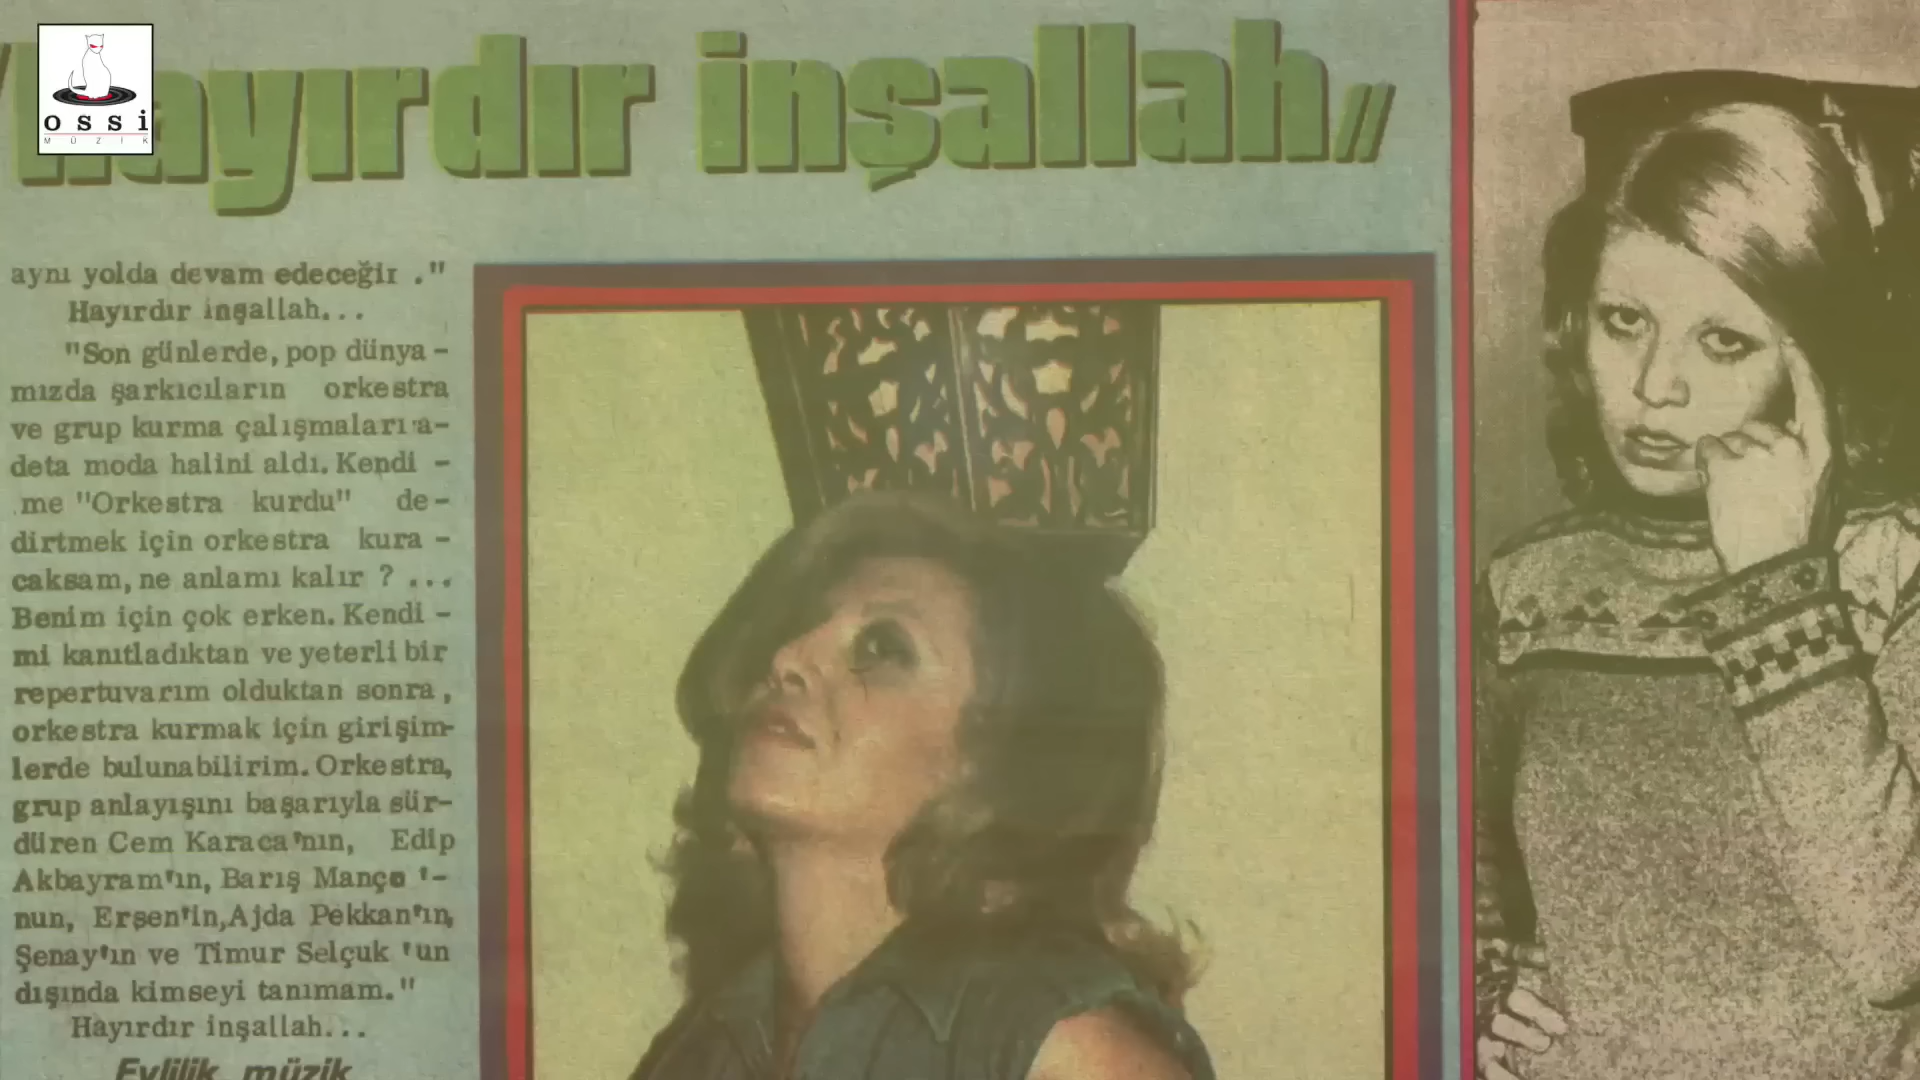 ossi
MÜZİK
"Hayırdır inşallah"
aynı yolda devam edeceğir ."
Hayırdır inşallah...
"Son günlerde, pop dünya -
mızda şarkıcıların orkestra
ve grup kurma çalışmaları a-
deta moda halini aldı. Kendi -
me "Orkestra kurdu" de-
dirtmek için orkestra kura -
caksam, ne anlamı kalır ? ...
Benim için çok erken. Kendi -
mi kanıtladıktan ve yeterli bir
repertuvarım olduktan sonra ,
orkestra kurmak için girişim-
lerde bulunabilirim. Orkestra,
grup anlayışını başarıyla sür-
düren Cem Karaca'nın, Edip
Akbayram'ın, Barış Manço '-
nun, Erşen'in, Ajda Pekkan'ın,
Şenay'ın ve Timur Selçuk 'un
dışında kimseyi tanımam."
Hayırdır inşallah...
Evlilik müzik